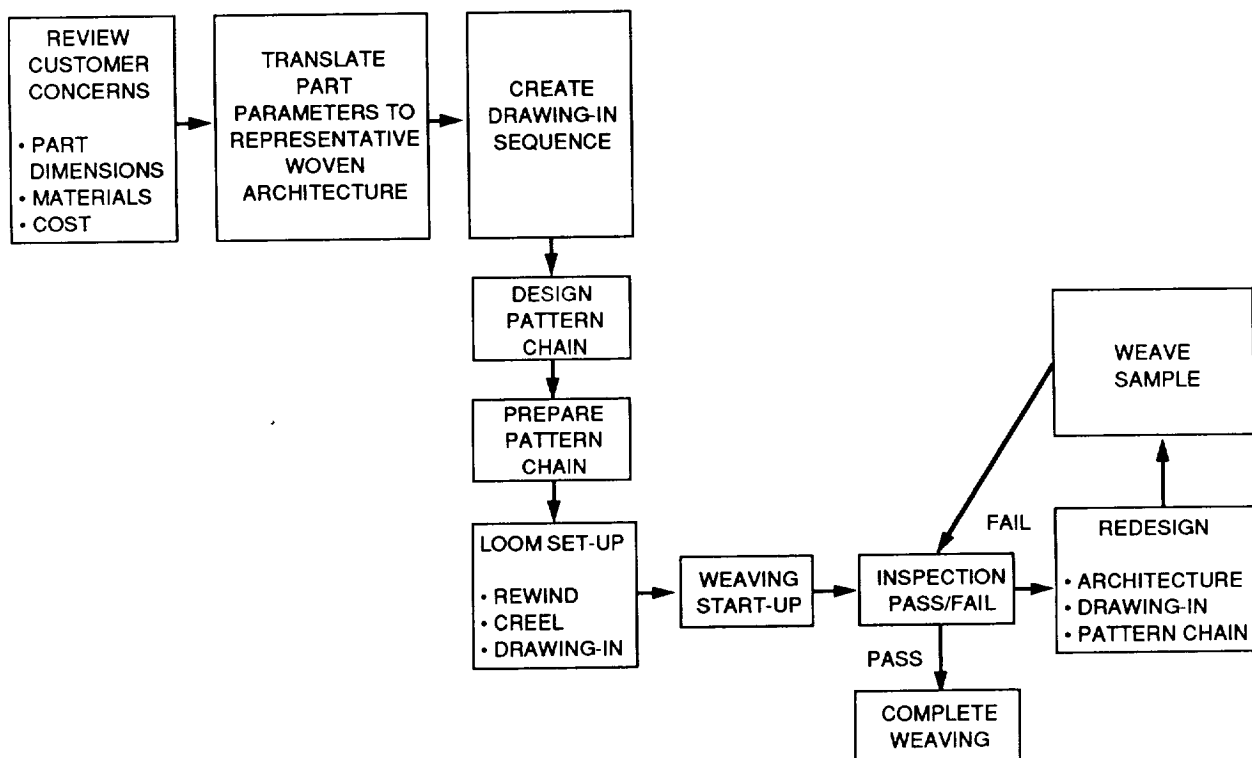 REVIEW
CUSTOMER
CONCERNS
• PART
DIMENSIONS
• MATERIALS
• COST
TRANSLATE
PART
PARAMETERS TO
REPRESENTATIVE
WOVEN
ARCHITECTURE
CREATE
DRAWING-IN
SEQUENCE
DESIGN
PATTERN
CHAIN
PREPARE
PATTERN
CHAIN
LOOM SET-UP
• REWIND
• CREEL
• DRAWING-IN
WEAVING
START-UP
INSPECTION
PASS/FAIL
PASS
COMPLETE
WEAVING
FAIL
REDESIGN
• ARCHITECTURE
• DRAWING-IN
• PATTERN CHAIN
WEAVE
SAMPLE